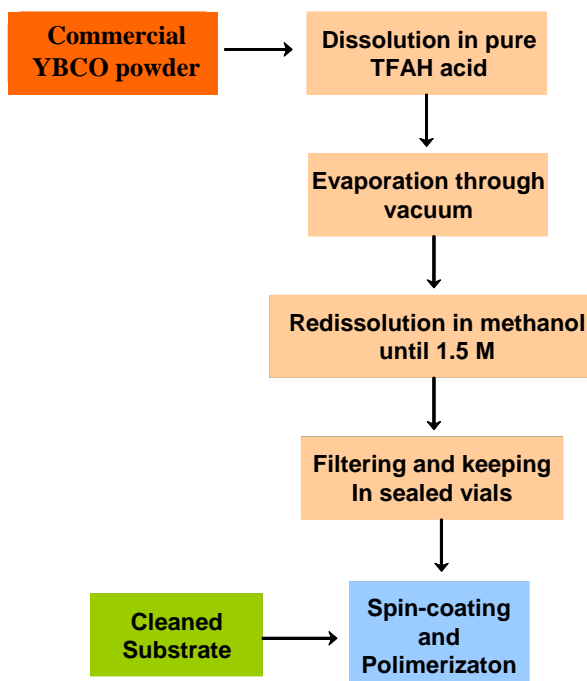 Commercial
YBCO powder
Dissolution in pure
TFAH acid
Evaporation through
vacuum
Redissolution in methanol
until 1.5 M
Filtering and keeping
In sealed vials
Cleaned
Substrate
Spin-coating
and
Polimerizaton